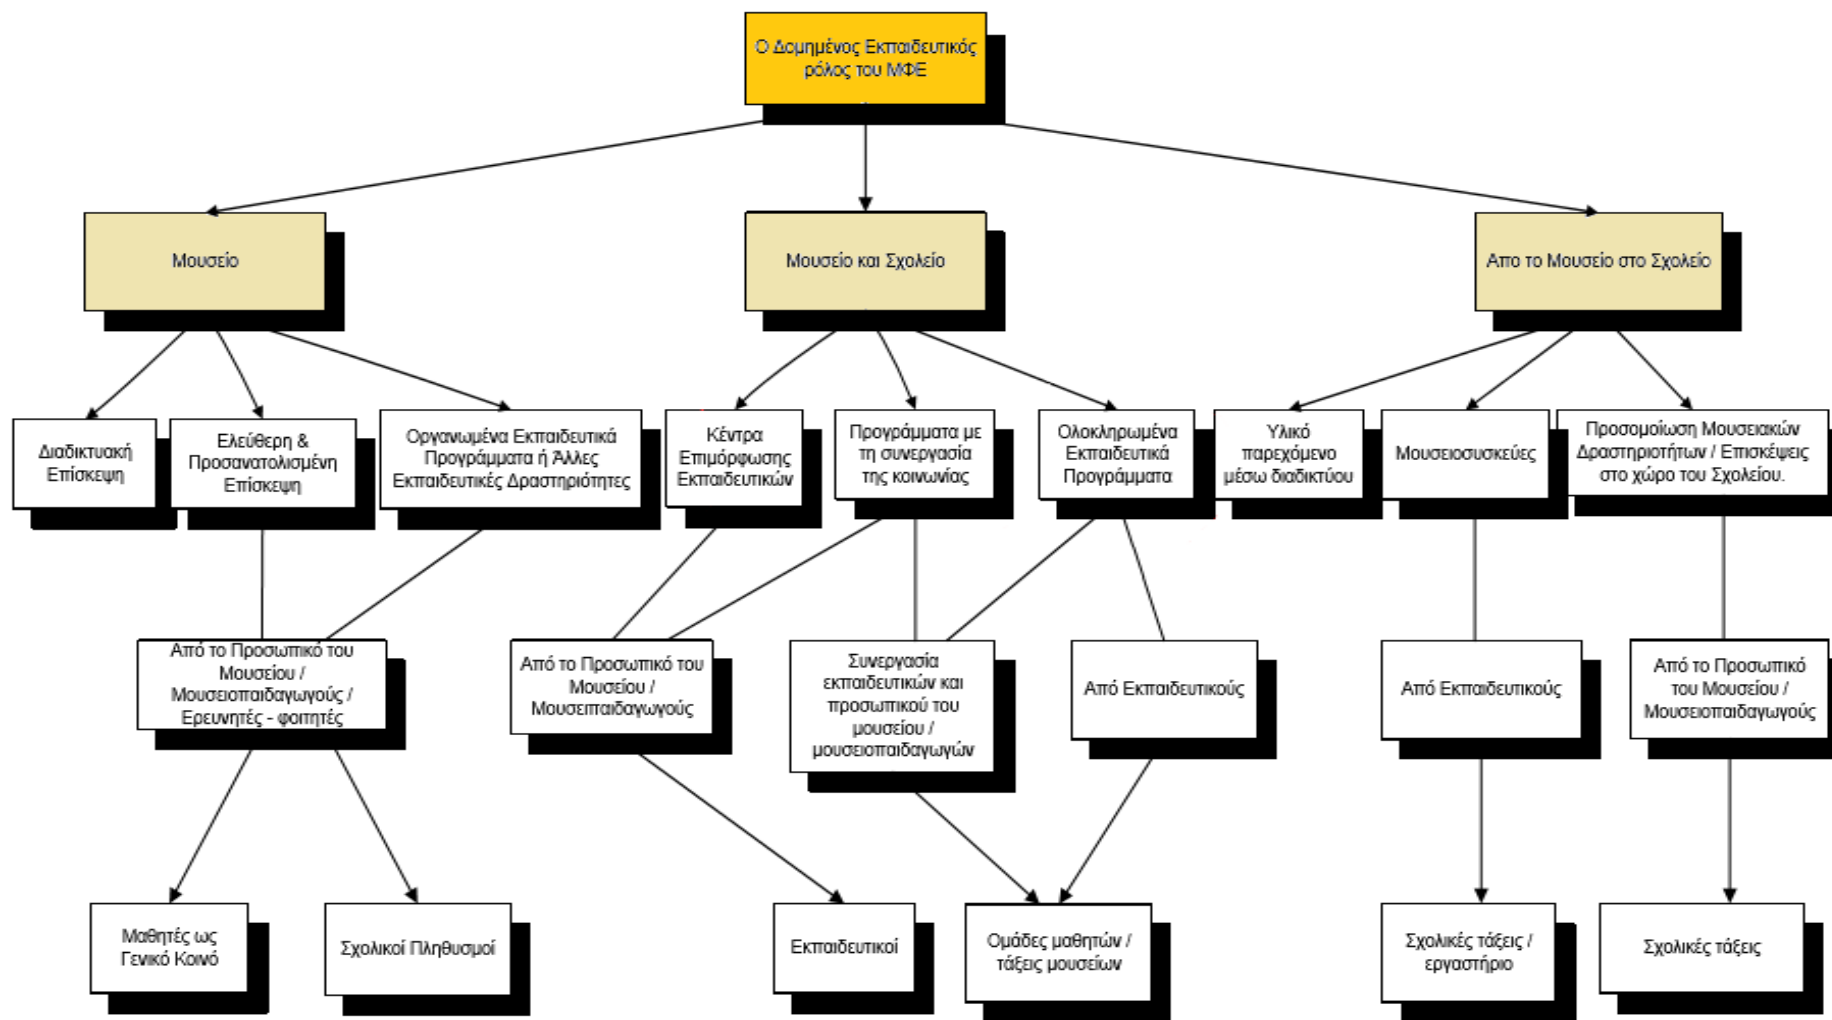 Ο Δομημένος Εκπαιδευτικός
ρόλος του ΜΦΕ
Μουσείο
Μουσείο και Σχολείο
Απο το Μουσείο στο Σχολείο
Διαδικτυακή
Επίσκεψη
Ελεύθερη &
Προσανατολισμένη
Επίσκεψη
Οργανωμένα Εκπαιδευτικά
Προγράμματα ή Άλλες
Εκπαιδευτικές Δραστηριότητες
Κέντρα
Επιμόρφωσης
Εκπαιδευτικών
Προγράμματα με
τη συνεργασία
της κοινωνίας
Ολοκληρωμένα
Εκπαιδευτικά
Προγράμματα
Υλικό
παρεχόμενο
μέσω διαδικτύου
Μουσειοσυσκεύες
Προσομοίωση Μουσειακών
Δραστηριοτήτων / Επισκέψεις
στο χώρο του Σχολείου.
Από το Προσωπικό του
Μουσείου /
Μουσειοπαιδαγωγούς /
Ερευνητές - φοιτητές
Από το Προσωπικό του
Μουσείου /
Μουσειπαιδαγωγούς
Συνεργασία
εκπαιδευτικών και
προσωπικού του
μουσείου /
μουσειοπαιδαγωγών
Από Εκπαιδευτικούς
Από Εκπαιδευτικούς
Από το Προσωπικό
του Μουσείου /
Μουσειοπαιδαγωγούς
Μαθητές ως
Γενικό Κοινό
Σχολικοί Πληθυσμοί
Εκπαιδευτικοί
Ομάδες μαθητών /
τάξεις μουσείων
Σχολικές τάξεις /
εργαστήριο
Σχολικές τάξεις